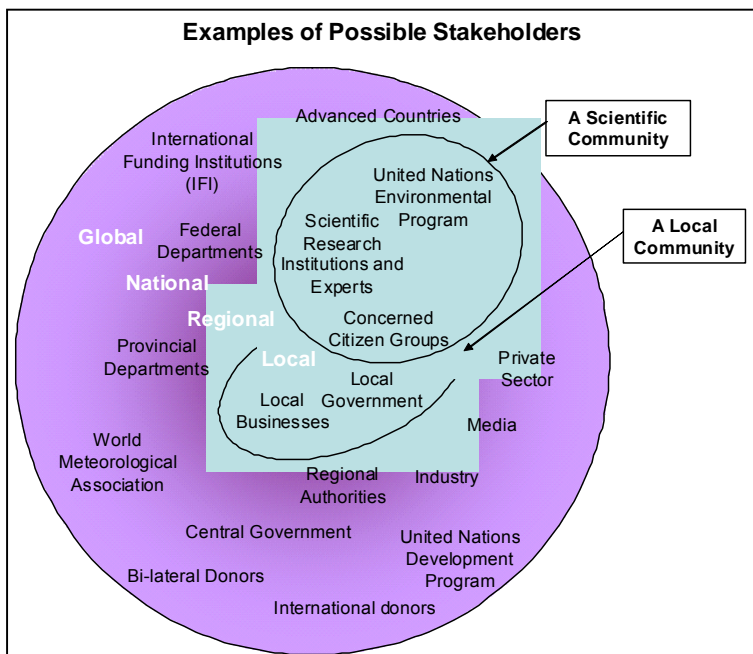 Examples of Possible Stakeholders
Advanced Countries
A Scientific
Community
International
Funding Institutions
(IFI)
United Nations
Environmental
Program
Scientific
Research
Institutions and
Experts
Global
Federal
Departments
A Local
Community
National
Regional
Concerned
Citizen Groups
Provincial
Departments
Local
Private
Sector
Local
Government
Local
Businesses
Media
World
Meteorological
Association
Regional
Authorities
Industry
Central Government
United Nations
Development
Program
Bi-lateral Donors
International donors